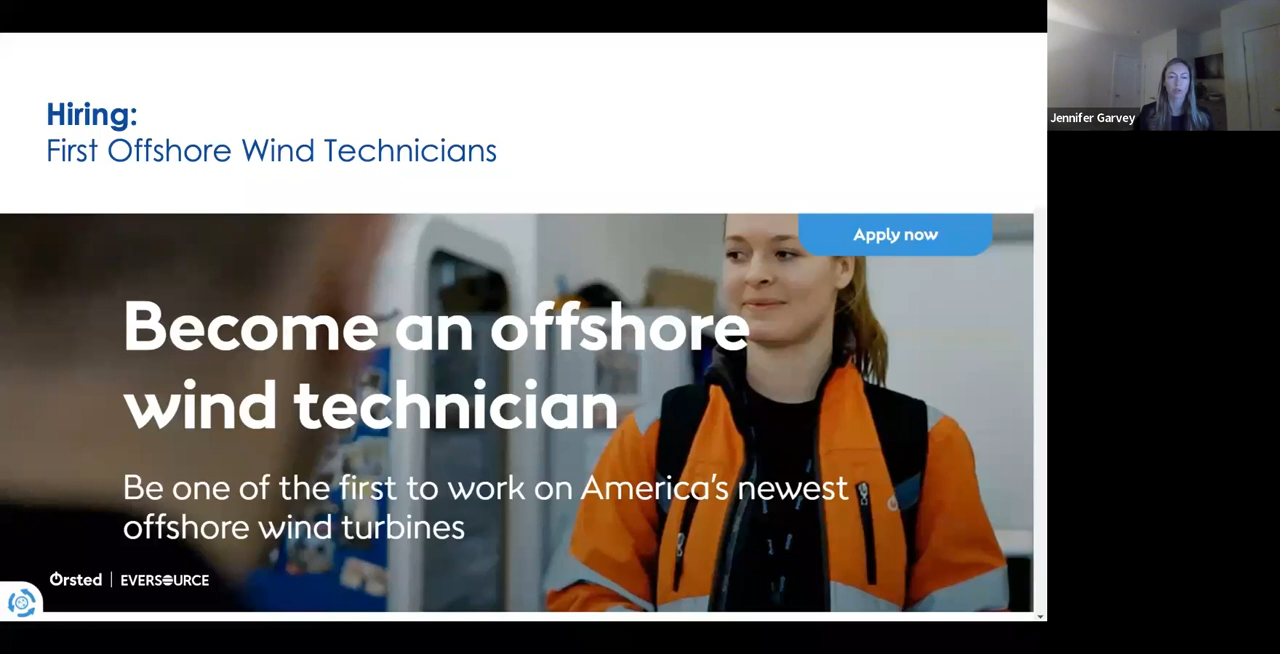 Hiring:
First Offshore Wind Technicians
Jennifer Garvey
Apply now
Become an offshore
wind technician
Be one of the first to work on America's newest
offshore wind turbines
Ørsted | EVERSOURCE